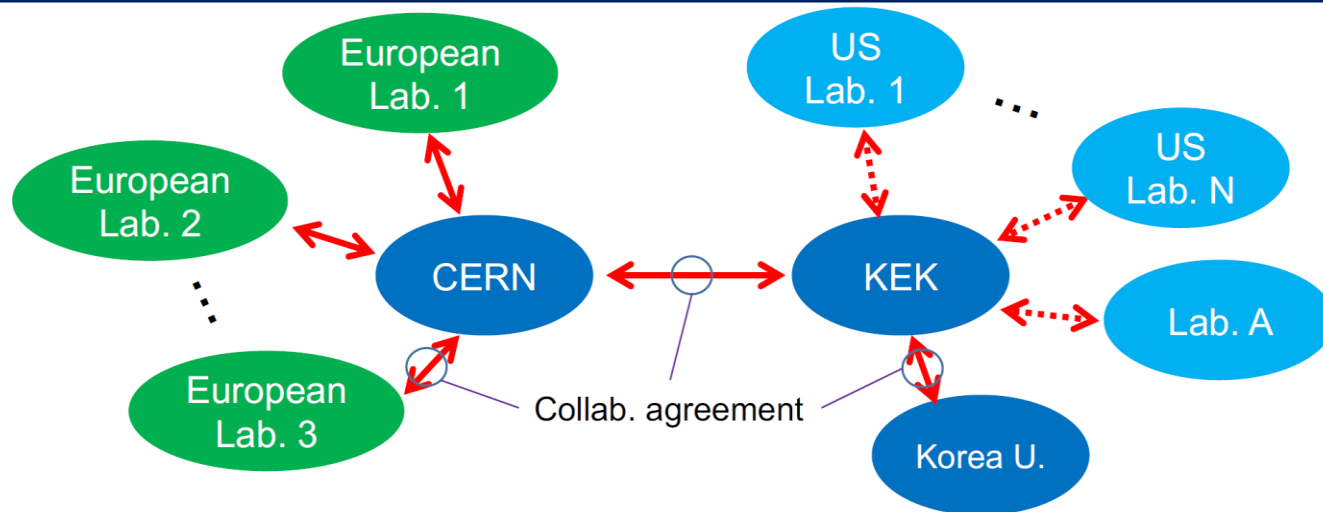 European
Lab. 1
US
Lab. 1
...
European
Lab. 2
US
Lab. N
CERN
KEK
...
Lab. A
European
Lab. 3
Collab. agreement
Korea U.